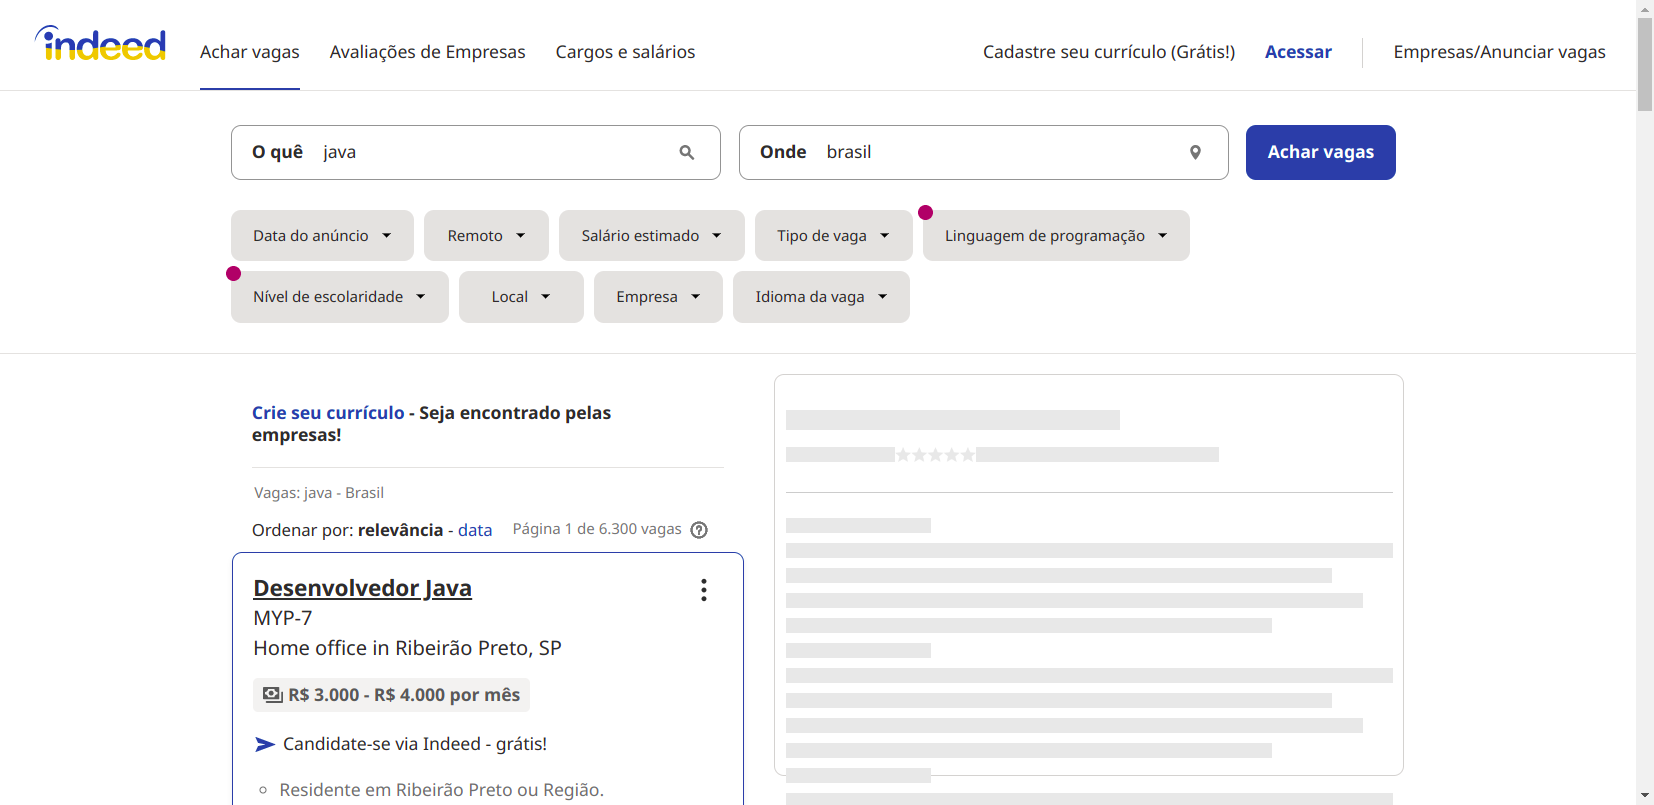 indeed
Achar vagas
Avaliações de Empresas
Cargos e salários
Cadastre seu currículo (Grátis!)
Acessar
Empresas/Anunciar vagas
O quê java
Onde brasil
Achar vagas
Data do anúncio
Remoto
Salário estimado
Tipo de vaga
Linguagem de programação
Nível de escolaridade
Local
Empresa
Idioma da vaga
Crie seu currículo - Seja encontrado pelas
empresas!
Vagas: java - Brasil
Ordenar por: relevância - data
Página 1 de 6.300 vagas
Desenvolvedor Java
MYP-7
Home office in Ribeirão Preto, SP
R$ 3.000 - R$ 4.000 por mês
Candidate-se via Indeed - grátis!
Residente em Ribeirão Preto ou Região.